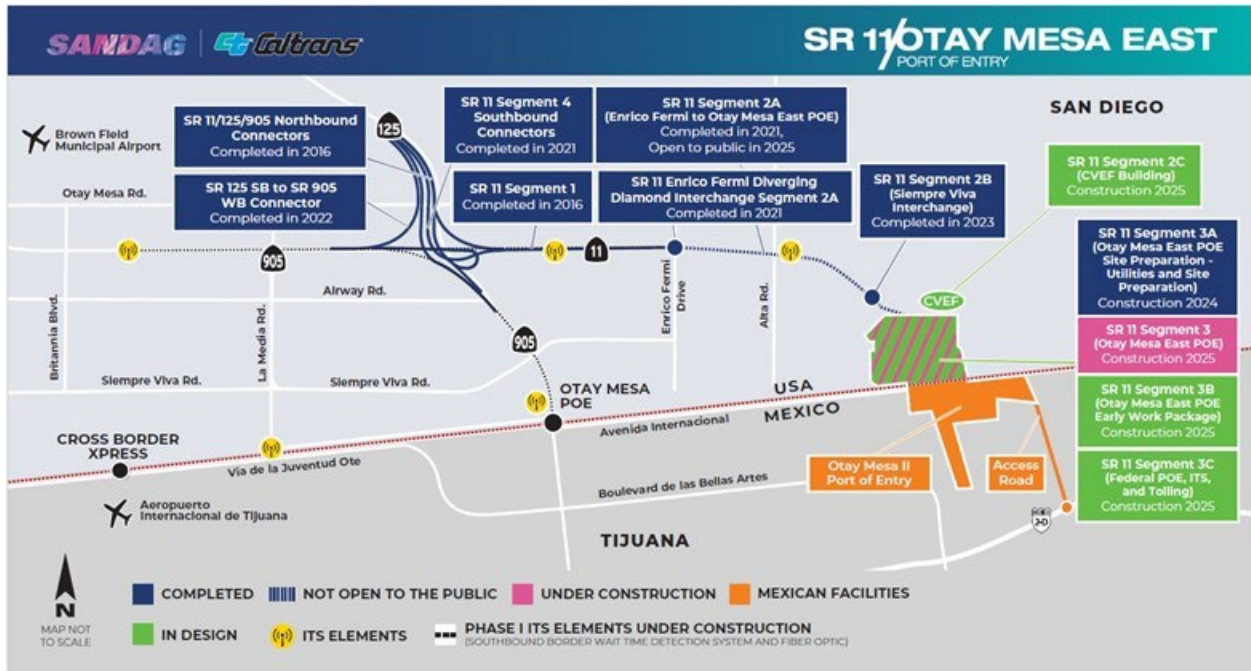 SANDAG
Caltrans
SR 11/OTAY MESA EAST
PORT OF ENTRY
Brown Field
Municipal Airport
SR 11/125/905 Northbound
Connectors
Completed in 2016
125
SR 11 Segment 4
Southbound
Connectors
Completed in 2021
SR 11 Segment 2A
(Enrico Fermi to Otay Mesa East POE)
Completed in 2021,
Open to public in 2025
SAN DIEGO
SR 11 Segment 2C
(CVEF Building)
Construction 2025
Otay Mesa Rd.
SR 125 SB to SR 905
WB Connector
Completed in 2022
SR 11 Segment 1
Completed in 2016
SR 11 Enrico Fermi Diverging
Diamond Interchange Segment 2A
Completed in 2021
SR 11 Segment 2B
(Siempre Viva
Interchange)
Completed in 2023
SR 11 Segment 3A
(Otay Mesa East POE
Site Preparation -
Utilities and Site
Preparation)
Construction 2024
905
11
Airway Rd.
Britannia Blvd.
La Media Rd.
Enrico Fermi
Drive
Alta Rd.
CVEF
905
SR 11 Segment 3
(Otay Mesa East POE)
Construction 2025
Siempre Viva Rd.
Siempre Viva Rd.
OTAY MESA
POE
USA
MEXICO
SR 11 Segment 3B
(Otay Mesa East POE
Early Work Package)
Construction 2025
Avenida Internacional
CROSS BORDER
XPRESS
Via de la Juventud Ote
Boulevard de las Bellas Artes
Otay Mesa II
Port of Entry
Access
Road
SR 11 Segment 3C
(Federal POE, ITS,
and Tolling)
Construction 2025
2-D
Aeropuerto
Internacional de Tijuana
TIJUANA
N
MAP NOT
TO SCALE
COMPLETED
NOT OPEN TO THE PUBLIC
UNDER CONSTRUCTION
MEXICAN FACILITIES
IN DESIGN
ITS ELEMENTS
PHASE I ITS ELEMENTS UNDER CONSTRUCTION
(SOUTHBOUND BORDER WAIT TIME DETECTION SYSTEM AND FIBER OPTIC)